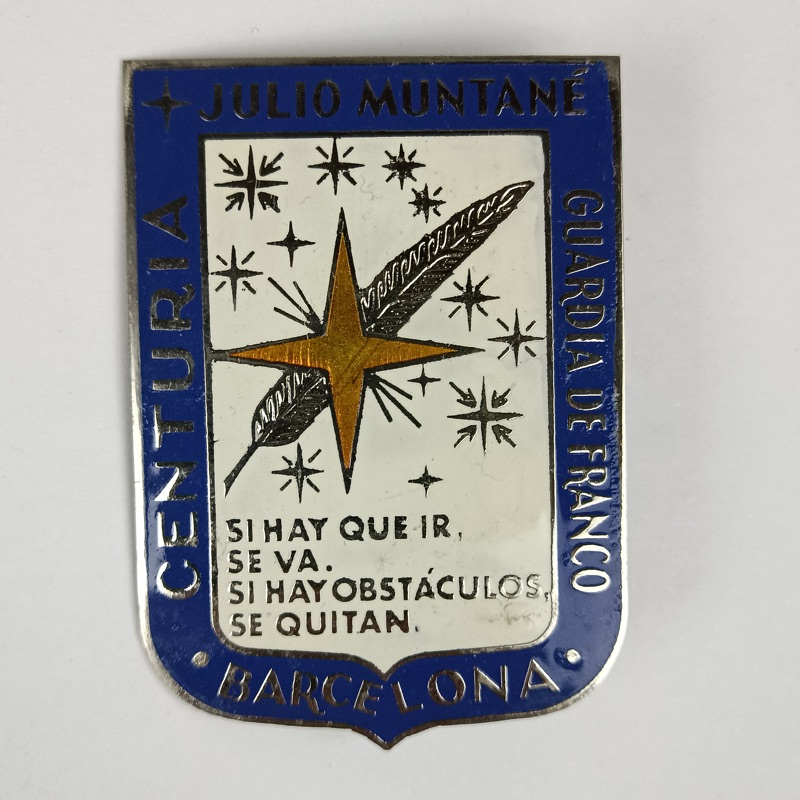 JULIO MUNTANÉ
CENTURIA
GUARDIA DE FRANCO
SI HAY QUE IR,
SE VA.
SI HAY OBSTÁCULOS,
SE QUITAN.
BARCELONA